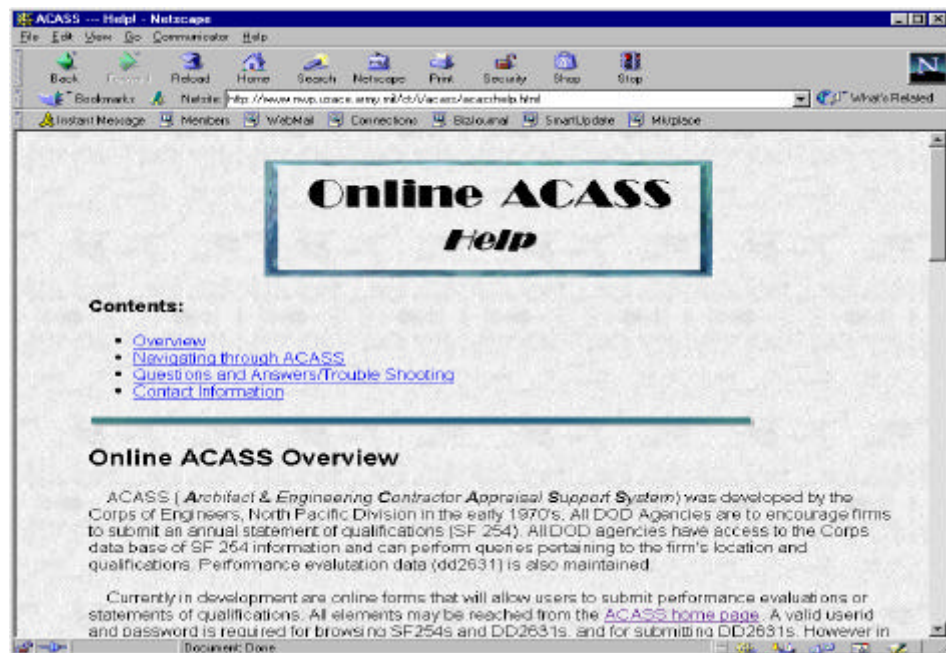 ACASS --- Help! - Netscape
File Edit View Go Communicator Help
Back Reload Home Search Netscape Print Security Shop Stop
Bookmarks Netsite: http://www.nwp.usace.army.mil/ct/i/acass/acasshelp.html What's Related
Instant Message Members WebMail Connections BizJournal SmartUpdate Mktplace
Online ACASS
Help
Contents:
Overview
Navigating through ACASS
Questions and Answers/Trouble Shooting
Contact Information
Online ACASS Overview
ACASS ( Architect & Engineering Contractor Appraisal Support System) was developed by the
Corps of Engineers, North Pacific Division in the early 1970's. All DOD Agencies are to encourage firms
to submit an annual statement of qualifications (SF 254). All DOD agencies have access to the Corps
data base of SF 254 information and can perform queries pertaining to the firm's location and
qualifications. Performance evalutation data (dd2631) is also maintained.
Currently in development are online forms that will allow users to submit performance evaluations or
statements of qualifications. All elements may be reached from the ACASS home page. A valid userid
and password is required for browsing SF254s and DD2631s, and for submitting DD2631s. However in
Document: Done